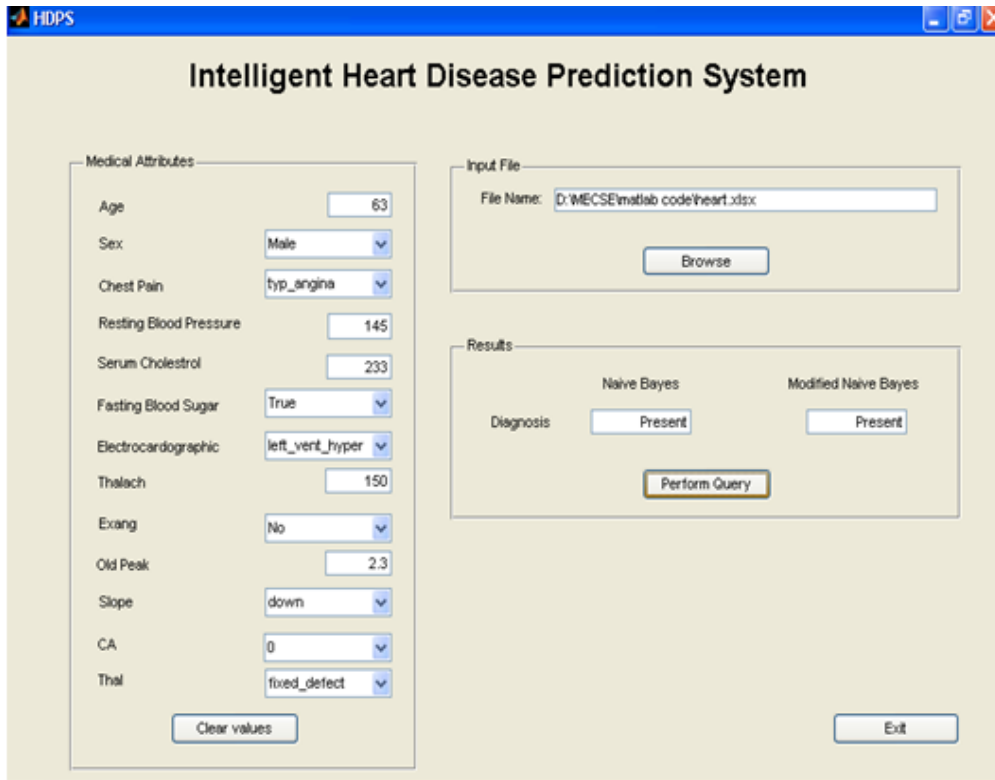 HDPS
Intelligent Heart Disease Prediction System
Medical Attributes
Age 63
Sex Male
Chest Pain typ_angina
Resting Blood Pressure 145
Serum Cholestrol 233
Fasting Blood Sugar True
Electrocardographic left_vent_hyper
Thalach 150
Exang No
Old Peak 2.3
Slope down
CA 0
Thal fixed_defect
Clear values
Input File
File Name: D:\MECSE\matlab code\heart.xlsx
Browse
Results
Naive Bayes Modified Naive Bayes
Diagnosis Present Present
Perform Query
Exit